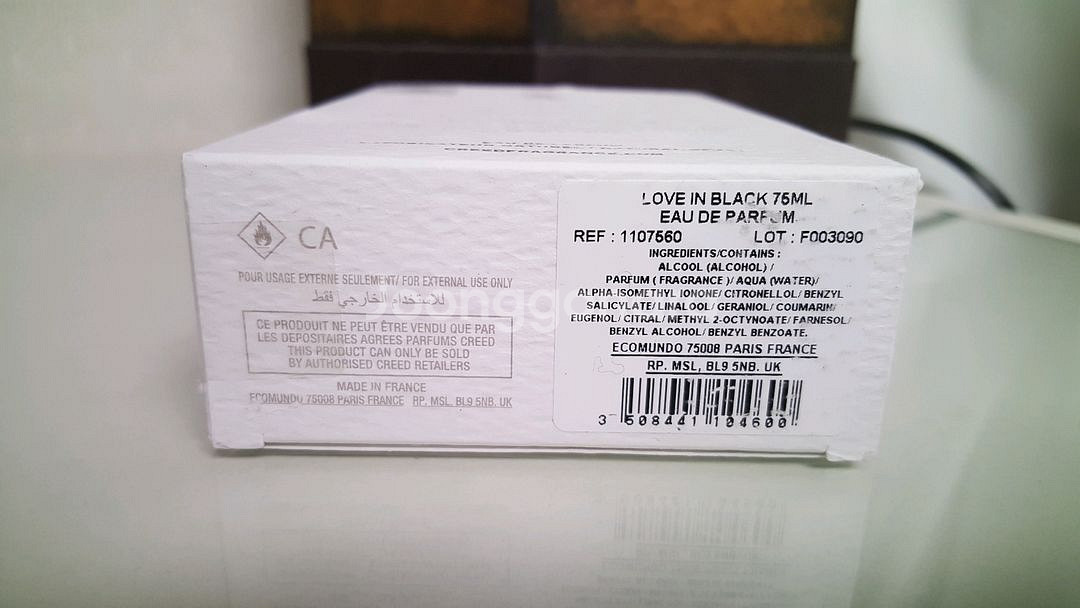 CA
POUR USAGE EXTERNE SEULEMENT/ FOR EXTERNAL USE ONLY
للاستخدام الخارجي فقط
CE PRODUIT NE PEUT ÊTRE VENDU QUE PAR
LES DEPOSITAIRES AGREES PARFUMS CREED
THIS PRODUCT CAN ONLY BE SOLD
BY AUTHORISED CREED RETAILERS
MADE IN FRANCE
ECOMUNDO 75008 PARIS FRANCE RP. MSL, BL9 5NB. UK
LOVE IN BLACK 75ML
EAU DE PARFUM
REF : 1107560 LOT : F003090
INGREDIENTS/CONTAINS :
ALCOOL (ALCOHOL) /
PARFUM ( FRAGRANCE )/ AQUA (WATER)/
ALPHA-ISOMETHYL IONONE/ CITRONELLOL/ BENZYL
SALICYLATE/ LINALOOL/ GERANIOL/ COUMARIN/
EUGENOL/ CITRAL/ METHYL 2-OCTYNOATE/ FARNESOL/
BENZYL ALCOHOL/ BENZYL BENZOATE.
ECOMUNDO 75008 PARIS FRANCE
RP. MSL, BL9 5NB. UK
3 508441 104600